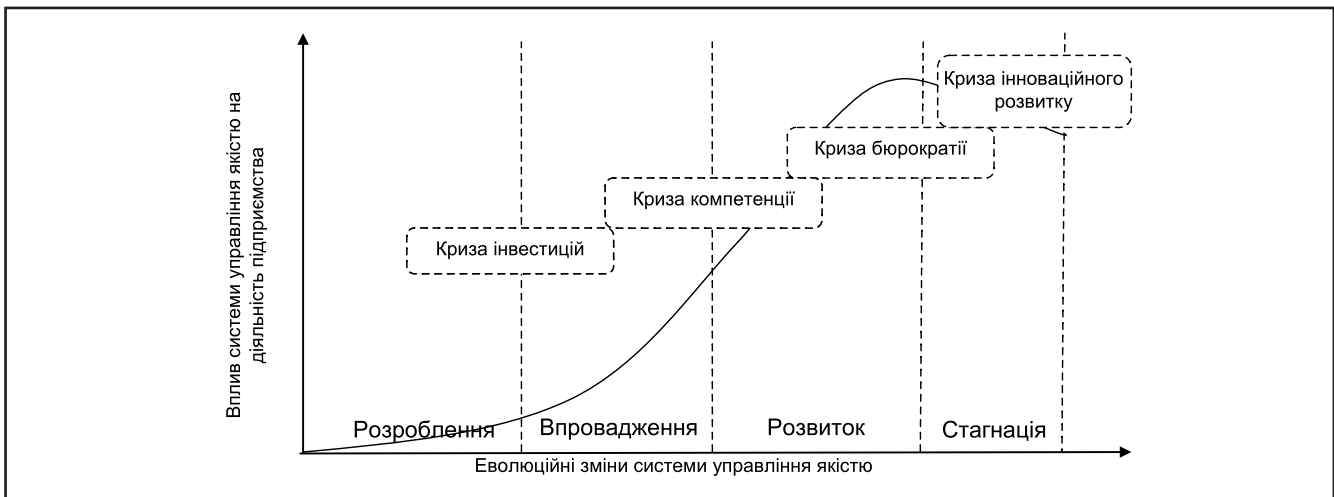 Вплив системи управління якістю на
діяльність підприємства
Криза інноваційного
розвитку
Криза бюрократії
Криза компетенції
Криза інвестицій
Розроблення
Впровадження
Розвиток
Стагнація
Еволюційні зміни системи управління якістю